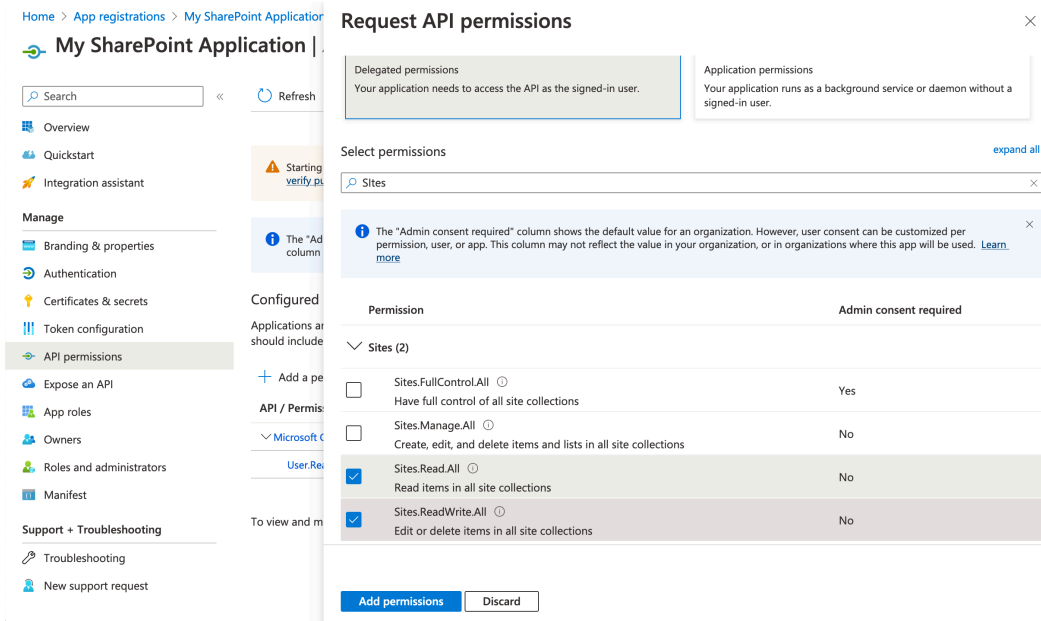 Home > App registrations > My SharePoint Application
My SharePoint Application |
Search
«
Overview
Quickstart
Integration assistant
Manage
Branding & properties
Authentication
Certificates & secrets
Token configuration
API permissions
Expose an API
App roles
Owners
Roles and administrators
Manifest
Support + Troubleshooting
Troubleshooting
New support request
Refresh
Starting
verify pu
The "Ad
column
Configured
Applications ar
should include
+ Add a pe
API / Permiss
Microsoft G
User.Rea
To view and m
Request API permissions
Delegated permissions
Your application needs to access the API as the signed-in user.
Application permissions
Your application runs as a background service or daemon without a
signed-in user.
Select permissions
expand all
SItes
The "Admin consent required" column shows the default value for an organization. However, user consent can be customized per
permission, user, or app. This column may not reflect the value in your organization, or in organizations where this app will be used. Learn
more
Permission Admin consent required
Sites (2)
Sites.FullControl.All
Have full control of all site collections
Yes
Sites.Manage.All
Create, edit, and delete items and lists in all site collections
No
Sites.Read.All
Read items in all site collections
No
Sites.ReadWrite.All
Edit or delete items in all site collections
No
Add permissions Discard